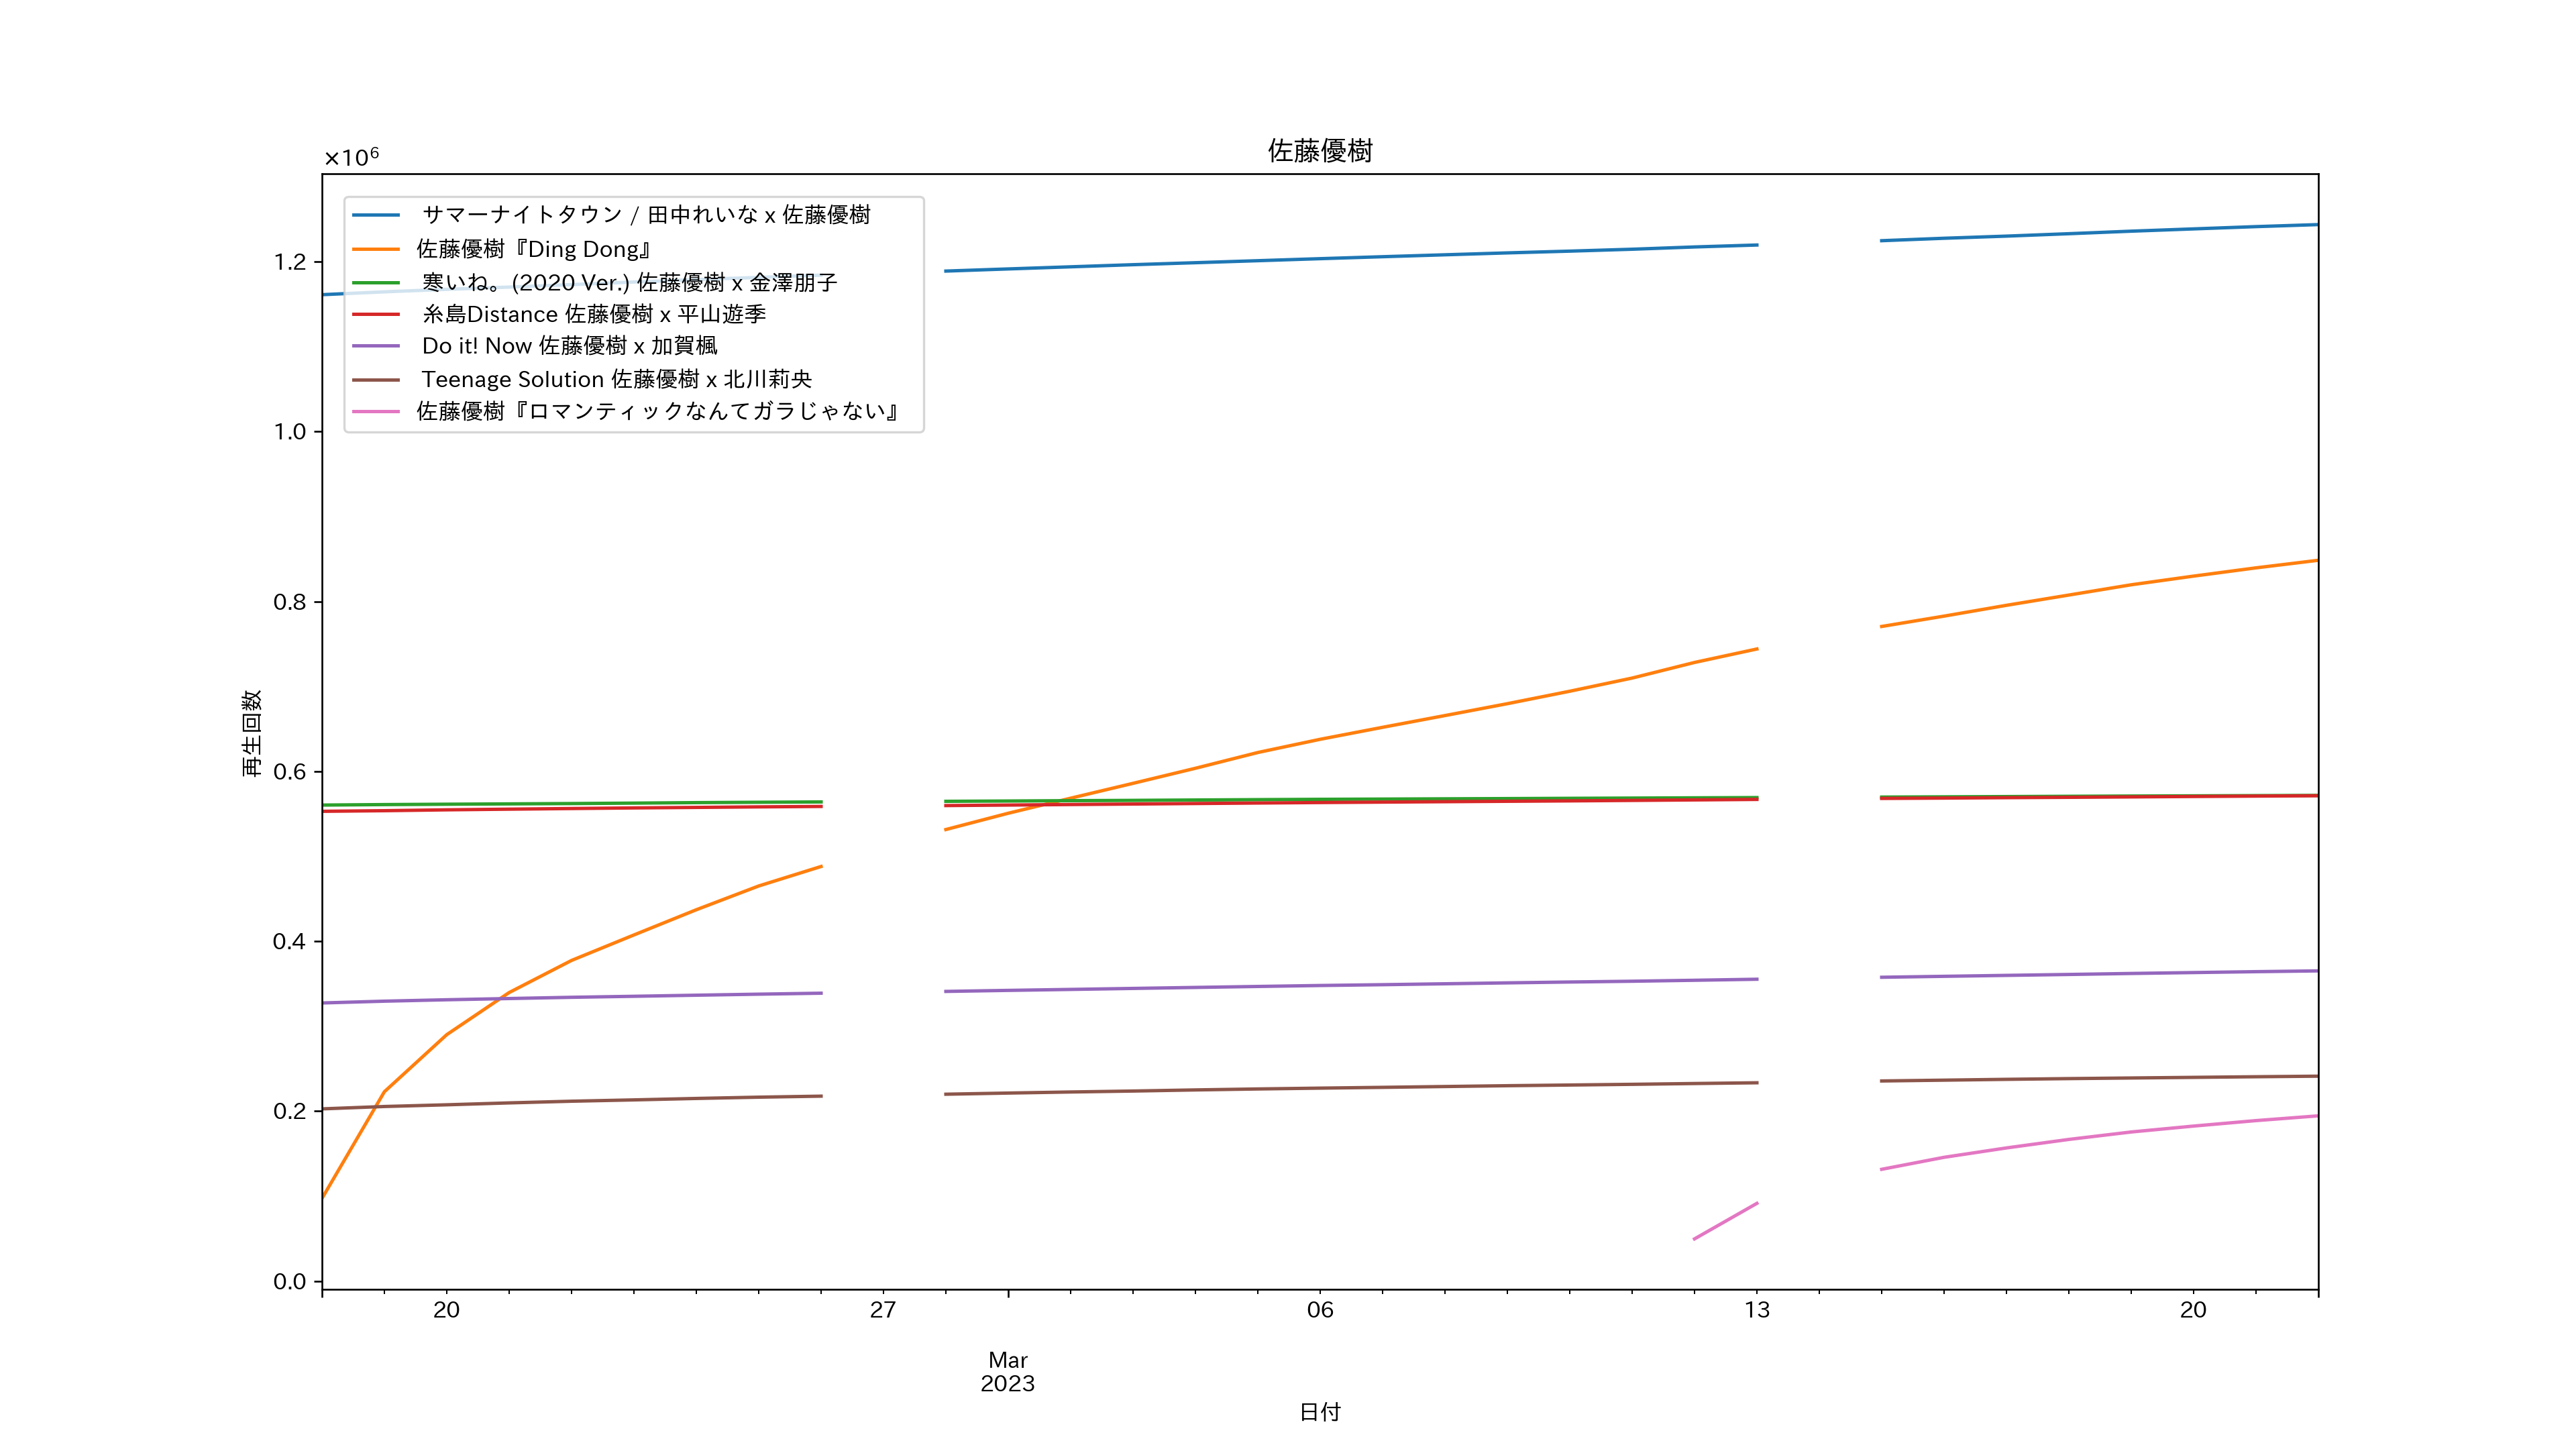 佐藤優樹
×10⁶
サマーナイトタウン / 田中れいな x 佐藤優樹
佐藤優樹『Ding Dong』
寒いね。(2020 Ver.) 佐藤優樹 x 金澤朋子
糸島Distance 佐藤優樹 x 平山遊季
Do it! Now 佐藤優樹 x 加賀楓
Teenage Solution 佐藤優樹 x 北川莉央
佐藤優樹『ロマンティックなんてガラじゃない』
1.2
1.0
0.8
0.6
0.4
0.2
0.0
再生回数
20
27
06
13
20
Mar
2023
日付